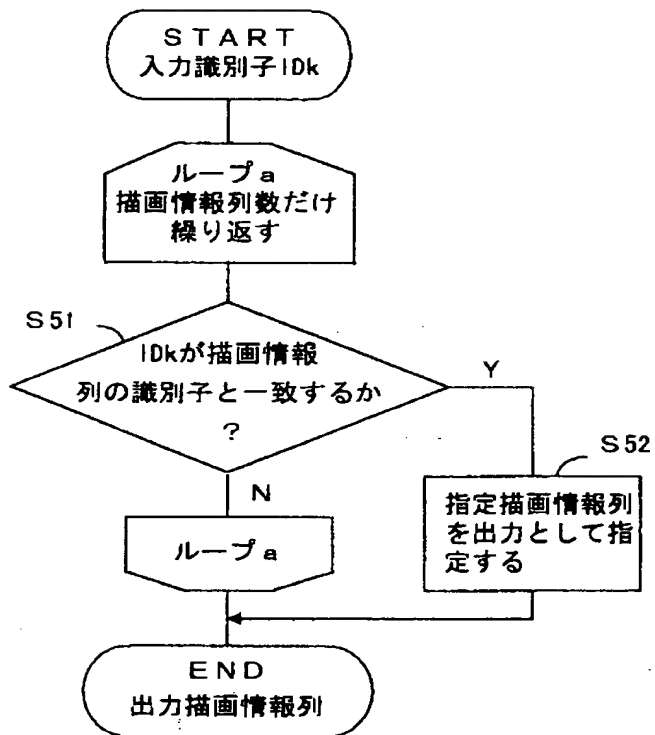 START
入力識別子IDk
ループa
描画情報列数だけ
繰り返す
S51
IDkが描画情報
列の識別子と一致するか
?
Y
N
S52
指定描画情報列
を出力として指
定する
ループa
END
出力描画情報列